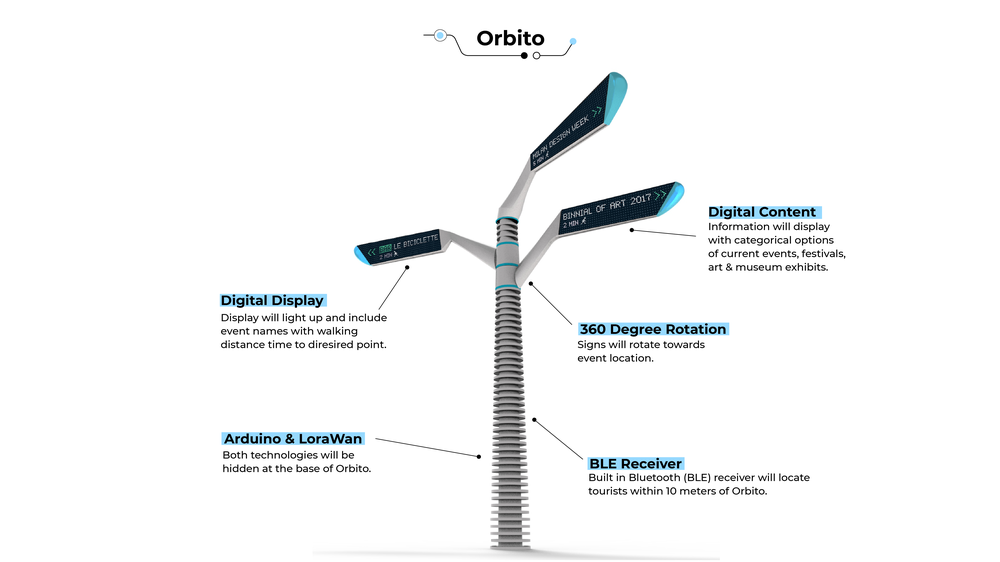 Orbito
MILAN DESIGN WEEK >>
5 MIN
BINNIAL OF ART 2017 >>
2 MIN
<< LE BICICLETTE
7 MIN
Digital Content
Information will display
with categorical options
of current events, festivals,
art & museum exhibits.
Digital Display
Display will light up and include
event names with walking
distance time to diresired point.
360 Degree Rotation
Signs will rotate towards
event location.
Arduino & LoraWan
Both technologies will be
hidden at the base of Orbito.
BLE Receiver
Built in Bluetooth (BLE) receiver will locate
tourists within 10 meters of Orbito.